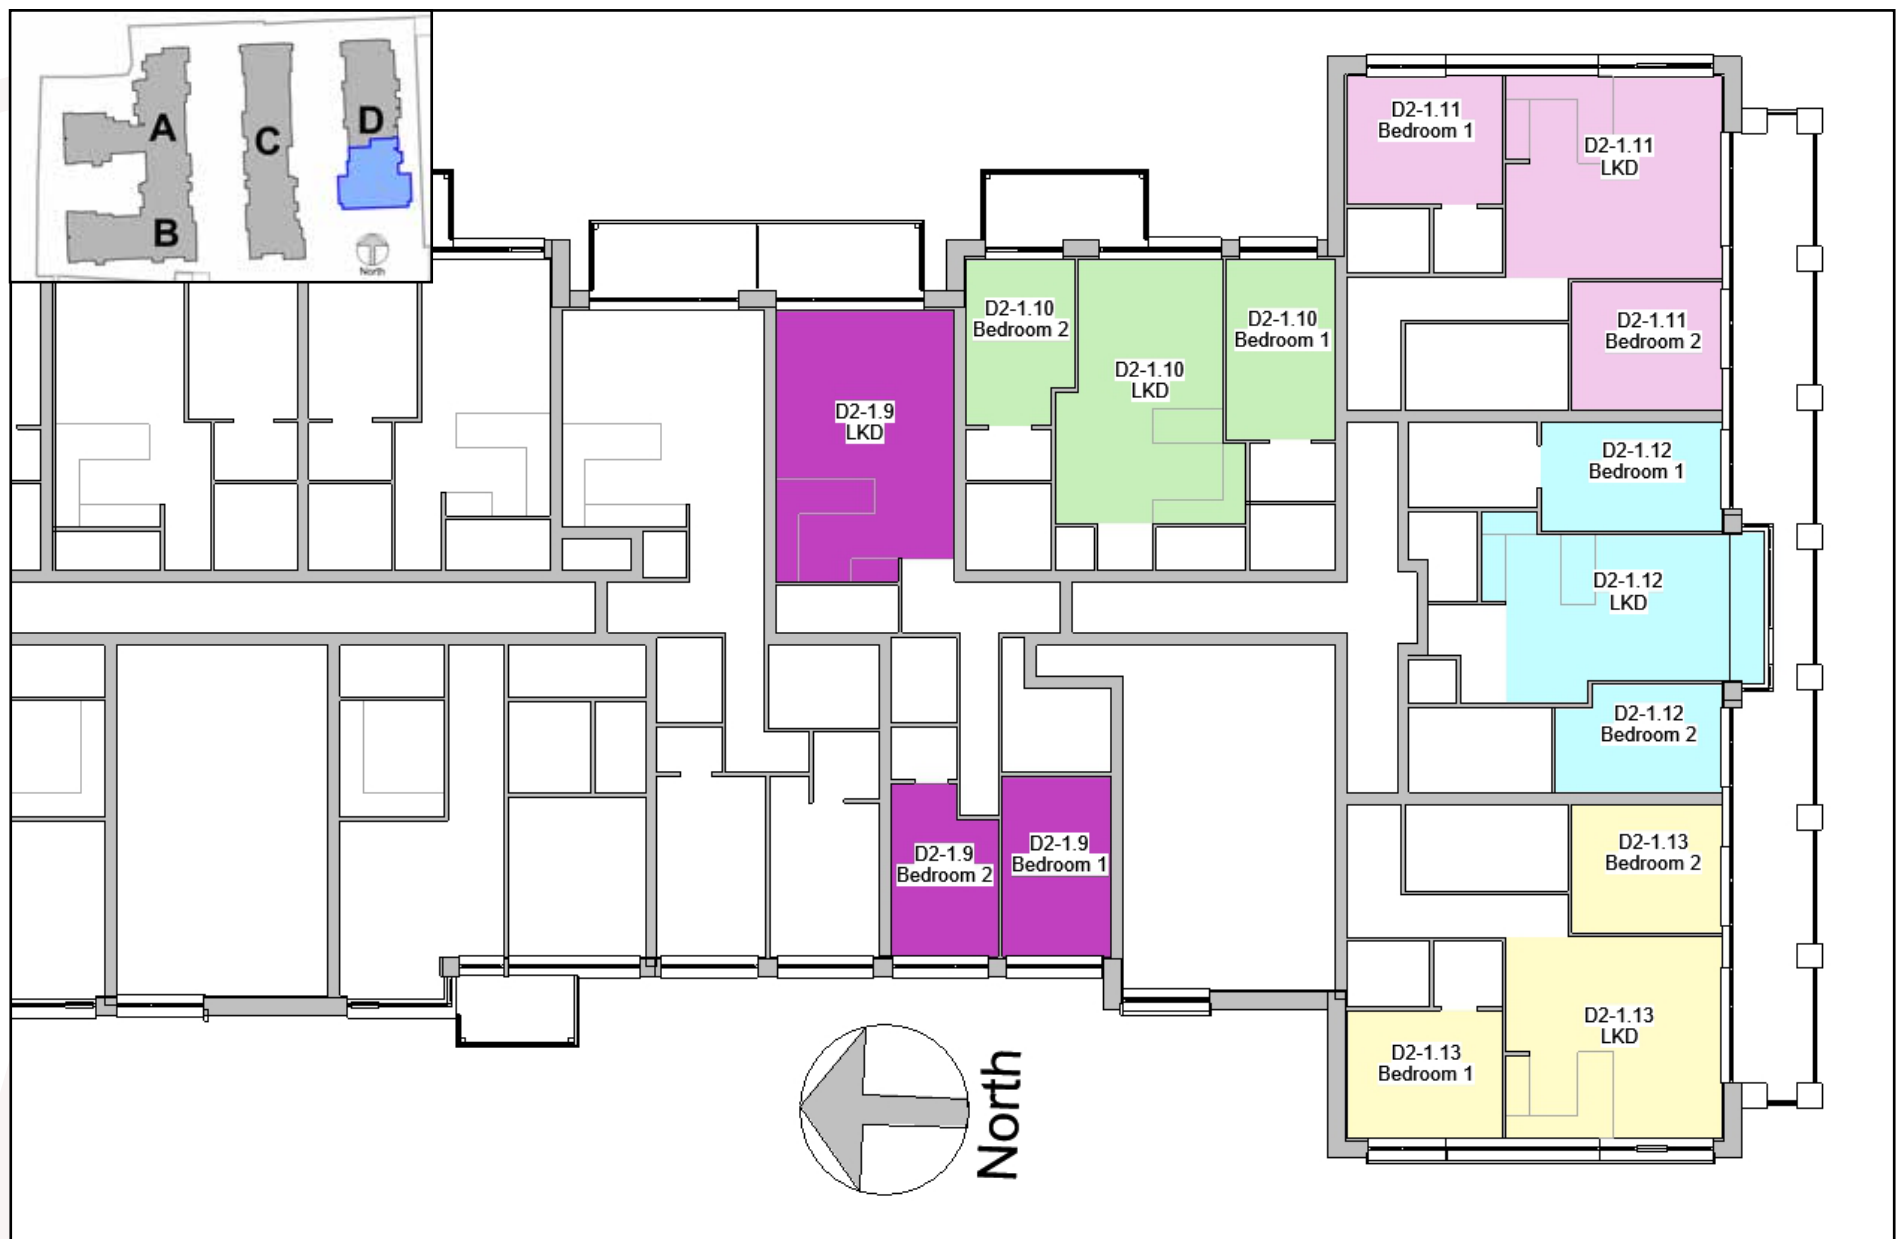 A
B
C
D
North
D2-1.11
Bedroom 1
D2-1.11
LKD
D2-1.11
Bedroom 2
D2-1.10
Bedroom 2
D2-1.10
LKD
D2-1.10
Bedroom 1
D2-1.9
LKD
D2-1.12
Bedroom 1
D2-1.12
LKD
D2-1.12
Bedroom 2
D2-1.9
Bedroom 2
D2-1.9
Bedroom 1
D2-1.13
Bedroom 2
D2-1.13
LKD
D2-1.13
Bedroom 1
North